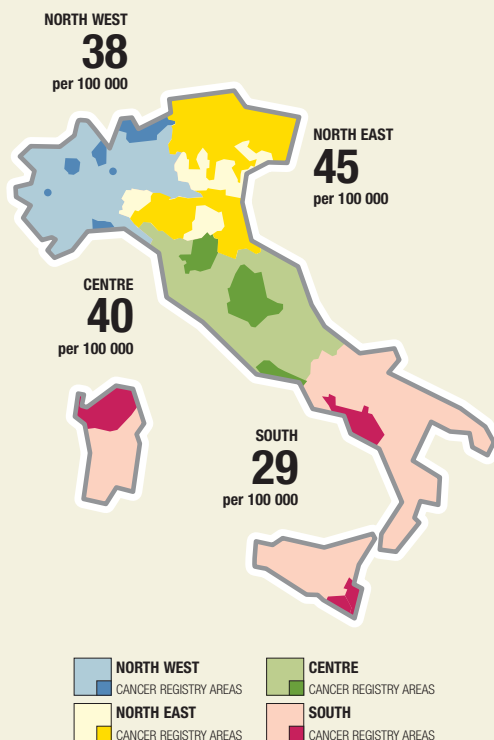 NORTH WEST
38
per 100 000
NORTH EAST
45
per 100 000
CENTRE
40
per 100 000
SOUTH
29
per 100 000
NORTH WEST
CANCER REGISTRY AREAS
CENTRE
CANCER REGISTRY AREAS
NORTH EAST
CANCER REGISTRY AREAS
SOUTH
CANCER REGISTRY AREAS